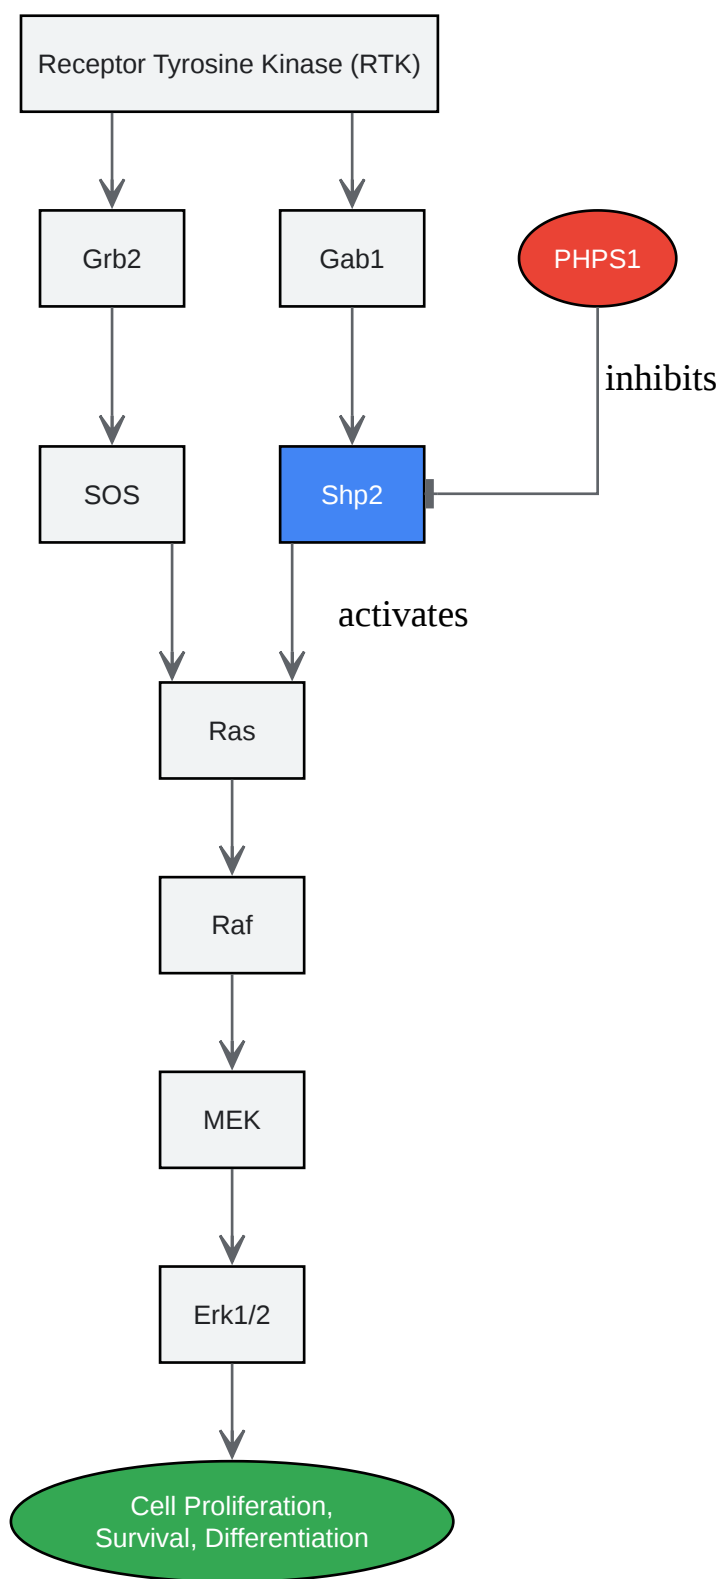 Receptor Tyrosine Kinase (RTK)
Grb2
Gab1
PHPS1
inhibits
SOS
Shp2
activates
Ras
Raf
MEK
Erk1/2
Cell Proliferation,
Survival, Differentiation